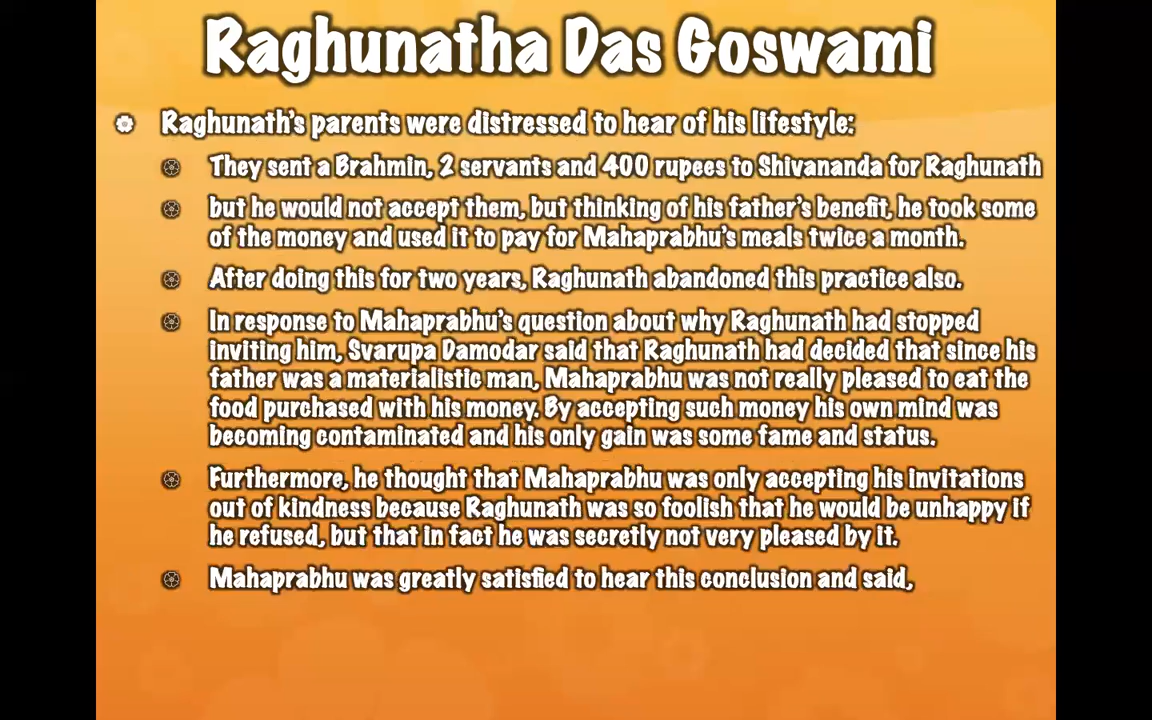 Raghunatha Das Goswami
Raghunath's parents were distressed to hear of his lifestyle:
They sent a Brahmin, 2 servants and 400 rupees to Shivananda for Raghunath
but he would not accept them, but thinking of his father's benefit, he took some
of the money and used it to pay for Mahaprabhu's meals twice a month.
After doing this for two years, Raghunath abandoned this practice also.
In response to Mahaprabhu's question about why Raghunath had stopped
inviting him, Svarupa Damodar said that Raghunath had decided that since his
father was a materialistic man, Mahaprabhu was not really pleased to eat the
food purchased with his money. By accepting such money his own mind was
becoming contaminated and his only gain was some fame and status.
Furthermore, he thought that Mahaprabhu was only accepting his invitations
out of kindness because Raghunath was so foolish that he would be unhappy if
he refused, but that in fact he was secretly not very pleased by it.
Mahaprabhu was greatly satisfied to hear this conclusion and said,